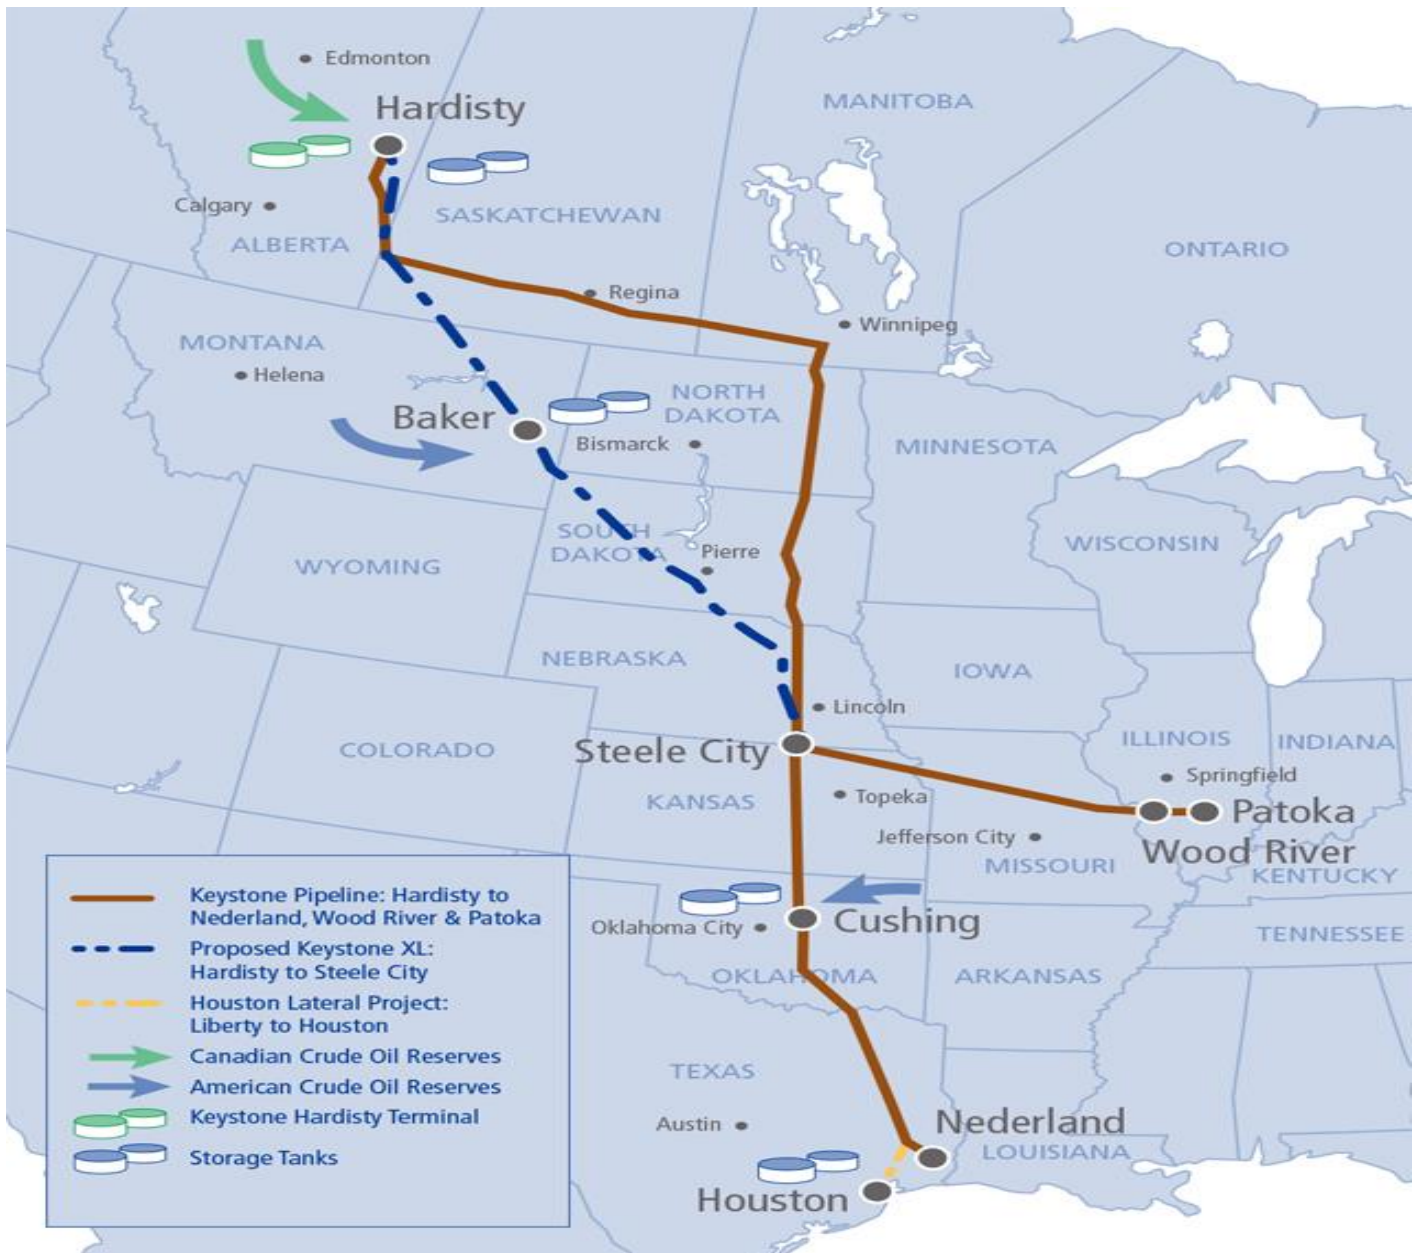 Edmonton
Hardisty
MANITOBA
Calgary
SASKATCHEWAN
ALBERTA
ONTARIO
Regina
Winnipeg
MONTANA
Helena
NORTH
DAKOTA
Baker
Bismarck
MINNESOTA
SOUTH
DAKOTA
Pierre
WISCONSIN
WYOMING
NEBRASKA
IOWA
Lincoln
Steele City
COLORADO
ILLINOIS
INDIANA
Springfield
KANSAS
Topeka
Patoka
Jefferson City
Wood River
MISSOURI
KENTUCKY
Cushing
Oklahoma City
TENNESSEE
OKLAHOMA
ARKANSAS
TEXAS
Nederland
Austin
LOUISIANA
Houston
Keystone Pipeline: Hardisty to
Nederland, Wood River & Patoka
Proposed Keystone XL:
Hardisty to Steele City
Houston Lateral Project:
Liberty to Houston
Canadian Crude Oil Reserves
American Crude Oil Reserves
Keystone Hardisty Terminal
Storage Tanks